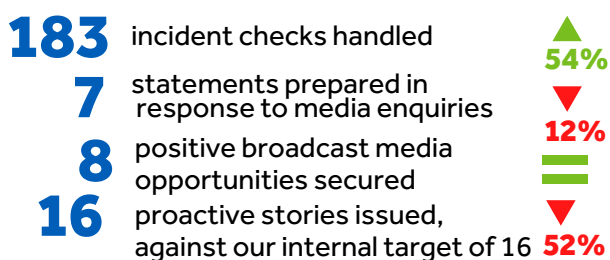 183 incident checks handled
54%
7 statements prepared in
response to media enquiries
12%
8 positive broadcast media
opportunities secured
16 proactive stories issued,
against our internal target of 16 52%